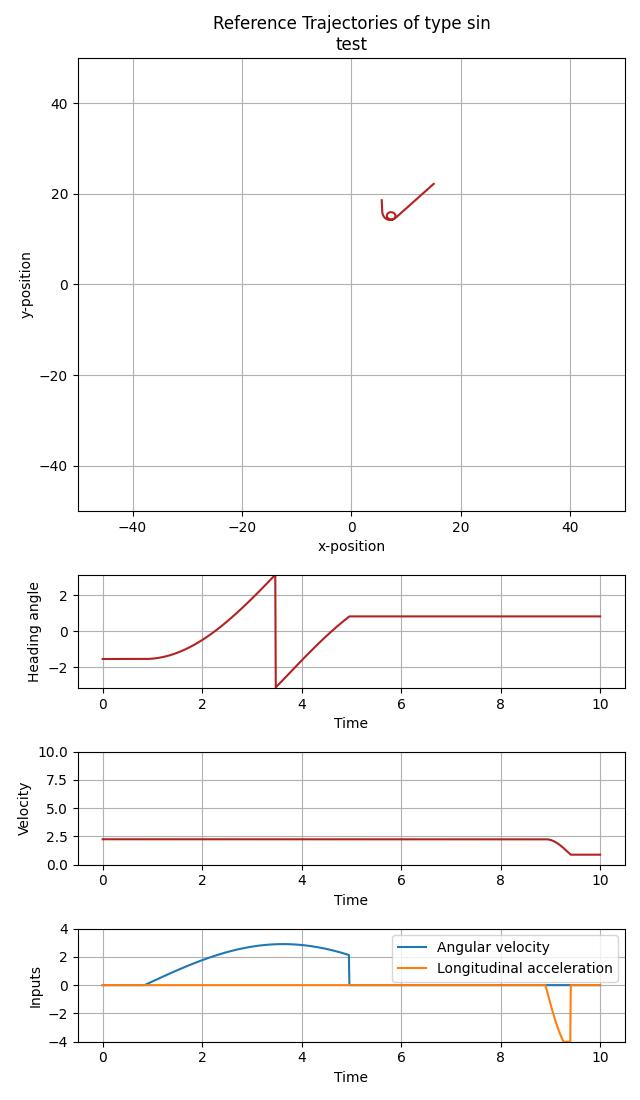 Reference Trajectories of type sin
test
40
20
0
−20
−40
y-position
−40 −20 0 20 40
x-position
2
0
−2
Heading angle
0 2 4 6 8 10
Time
10.0
7.5
5.0
2.5
0.0
Velocity
0 2 4 6 8 10
Time
4
2
0
−2
−4
Inputs
Angular velocity
Longitudinal acceleration
0 2 4 6 8 10
Time